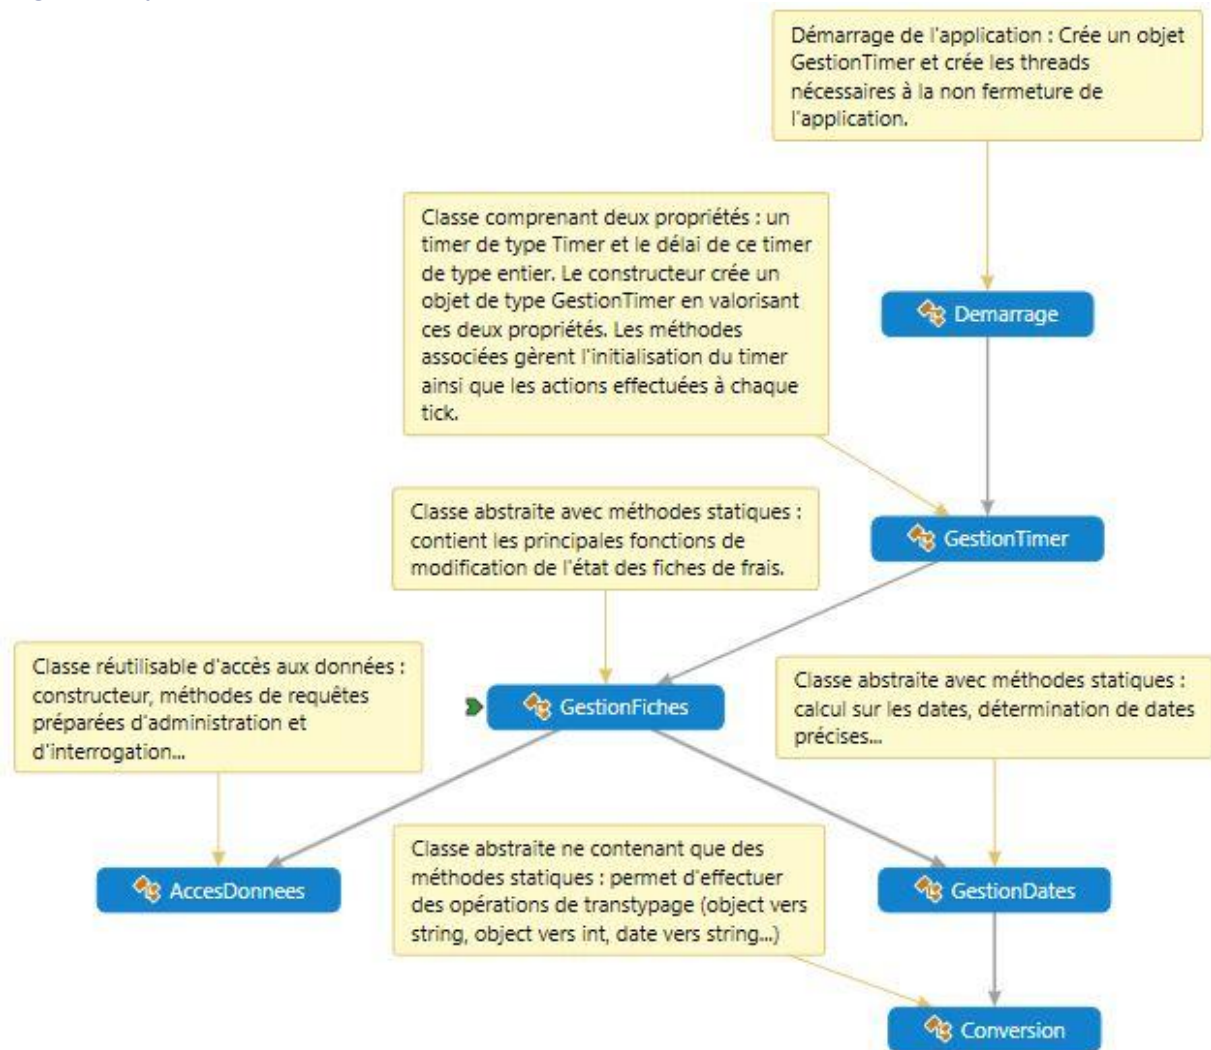 Démarrage de l'application : Crée un objet
GestionTimer et crée les threads
nécessaires à la non fermeture de
l'application.
Classe comprenant deux propriétés : un
timer de type Timer et le délai de ce timer
de type entier. Le constructeur crée un
objet de type GestionTimer en valorisant
ces deux propriétés. Les méthodes
associées gèrent l'initialisation du timer
ainsi que les actions effectuées à chaque
tick.
Demarrage
Classe abstraite avec méthodes statiques :
contient les principales fonctions de
modification de l'état des fiches de frais.
GestionTimer
Classe réutilisable d'accès aux données :
constructeur, méthodes de requêtes
préparées d'administration et
d'interrogation...
GestionFiches
Classe abstraite avec méthodes statiques :
calcul sur les dates, détermination de dates
précises...
AccesDonnees
Classe abstraite ne contenant que des
méthodes statiques : permet d'effectuer
des opérations de transtypage (object vers
string, object vers int, date vers string...)
GestionDates
Conversion